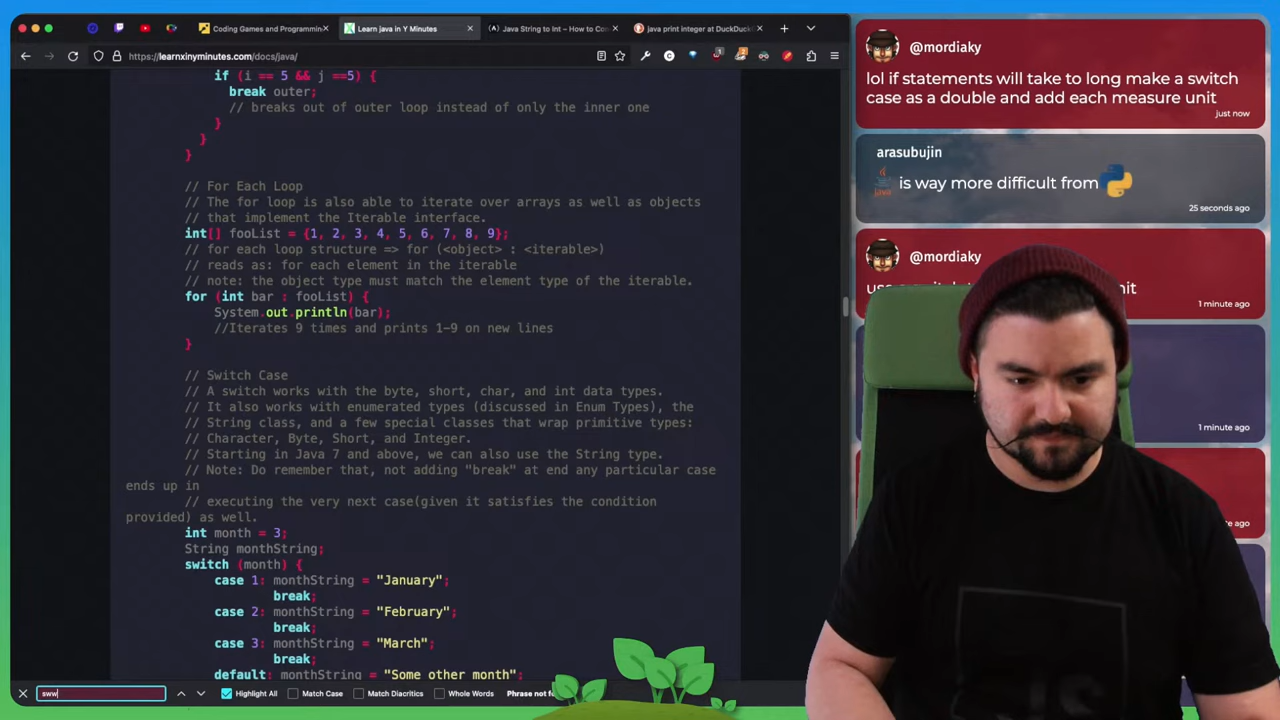 Coding Games and Programmin
Learn java in Y Minutes
Java String to Int – How to Con
java print integer at DuckDuck
https://learnxinyminutes.com/docs/java/
if (i == 5 && j ==5) {
break outer;
// breaks out of outer loop instead of only the inner one
}
}
}
// For Each Loop
// The for loop is also able to iterate over arrays as well as objects
// that implement the Iterable interface.
int[] fooList = {1, 2, 3, 4, 5, 6, 7, 8, 9};
// for each loop structure => for (<object> : <iterable>)
// reads as: for each element in the iterable
// note: the object type must match the element type of the iterable.
for (int bar : fooList) {
System.out.println(bar);
//Iterates 9 times and prints 1-9 on new lines
}
// Switch Case
// A switch works with the byte, short, char, and int data types.
// It also works with enumerated types (discussed in Enum Types), the
// String class, and a few special classes that wrap primitive types:
// Character, Byte, Short, and Integer.
// Starting in Java 7 and above, we can also use the String type.
// Note: Do remember that, not adding "break" at end any particular case
ends up in
// executing the very next case(given it satisfies the condition
provided) as well.
int month = 3;
String monthString;
switch (month) {
case 1: monthString = "January";
break;
case 2: monthString = "February";
break;
case 3: monthString = "March";
break;
default: monthString = "Some other month";
sww
Highlight All
Match Case
Match Diacritics
Whole Words
Phrase not f
@mordiaky
lol if statements will take to long make a switch
case as a double and add each measure unit
just now
arasubujin
is way more difficult from
25 seconds ago
@mordiaky
1 minute ago
1 minute ago
JS